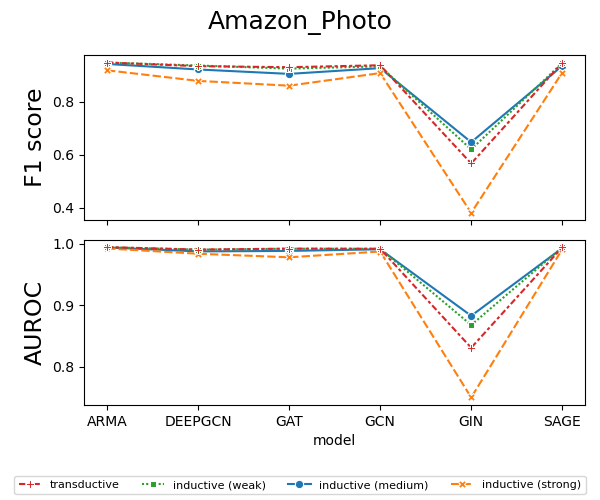 Amazon_Photo
F1 score
0.8
0.6
0.4
AUROC
1.0
0.9
0.8
ARMA DEEPGCN GAT GCN GIN SAGE
model
transductive inductive (weak) inductive (medium) inductive (strong)